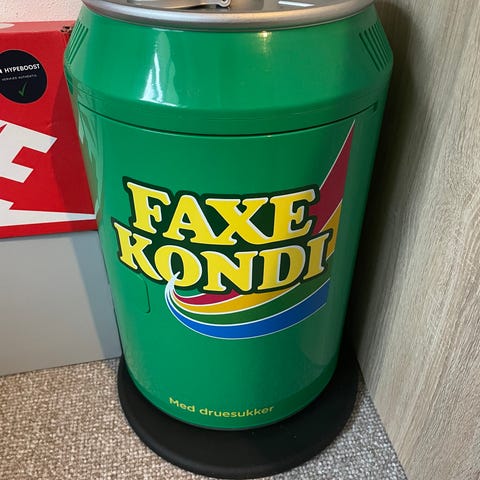 HYPEBOOST
FAXE
KONDI
Med druesukker